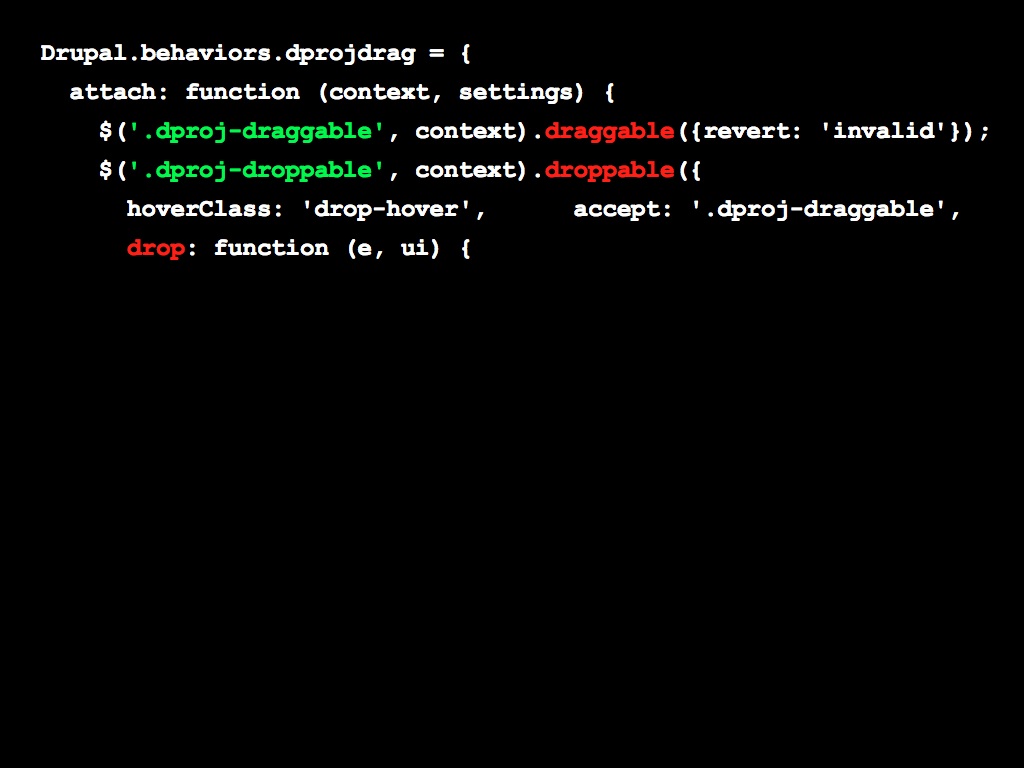 Drupal.behaviors.dprojdrag = {
  attach: function (context, settings) {
    $('.dproj-draggable', context).draggable({revert: 'invalid'});
    $('.dproj-droppable', context).droppable({
      hoverClass: 'drop-hover',      accept: '.dproj-draggable',
      drop: function (e, ui) {